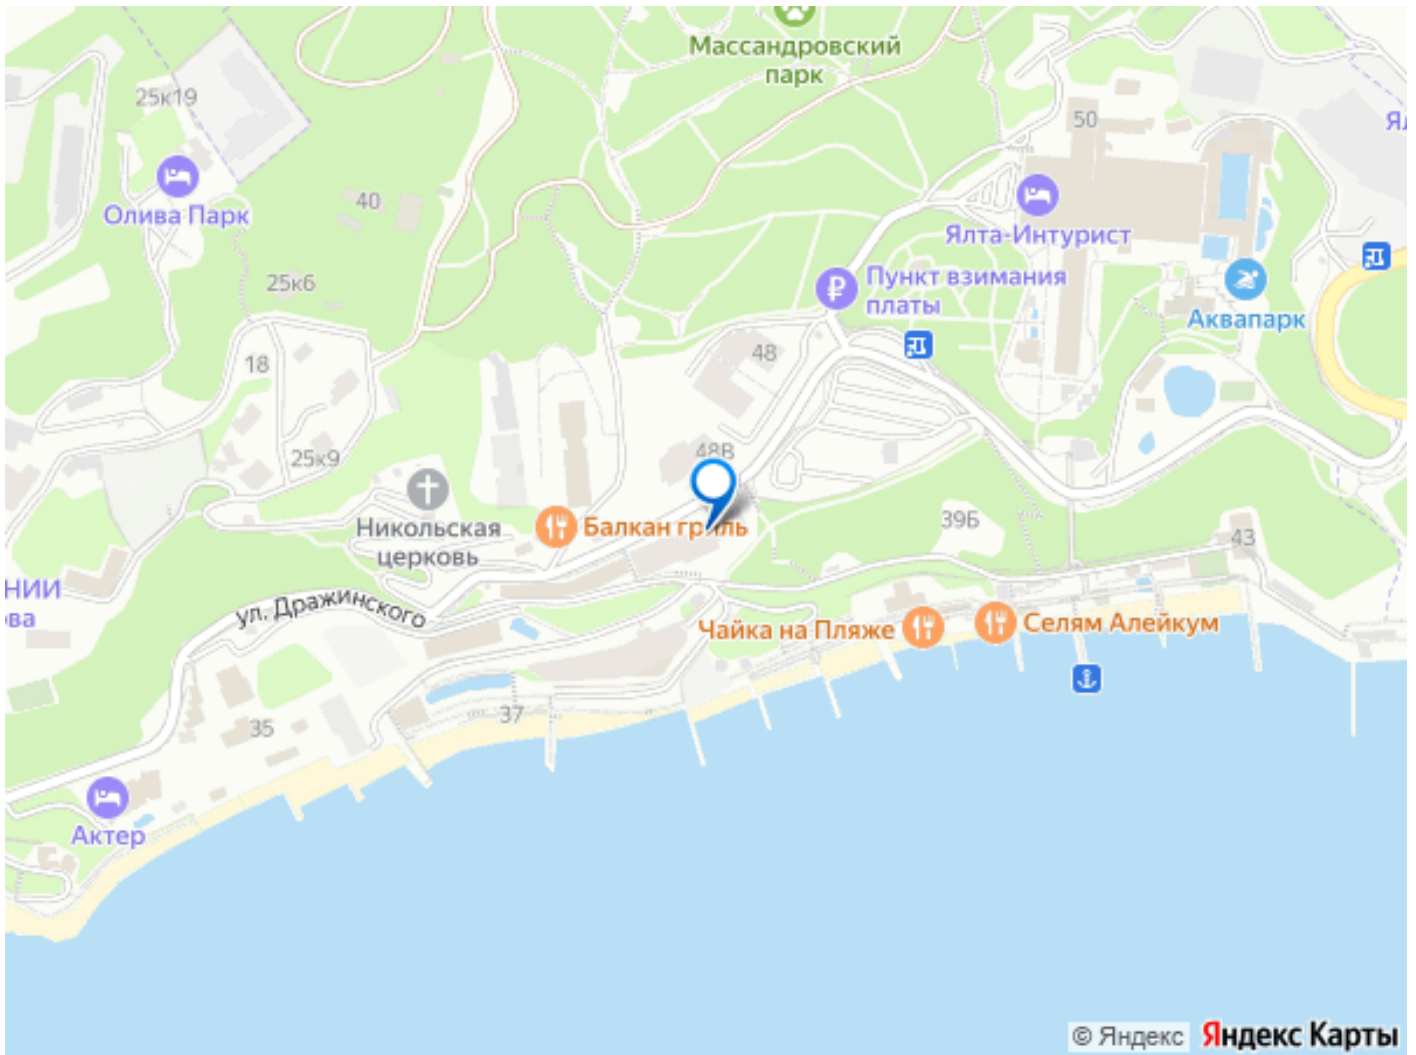 Массандровский
парк
25к19
50
Ял
40
Олива Парк
Ялта-Интурист
Пункт взимания
платы
25к6
Аквапарк
48
18
48В
25к9
Никольская
церковь
Балкан гриль
39Б
43
НИИ
ва
ул. Дражинского
Чайка на Пляже
Селям Алейкум
37
35
Актер
© Яндекс Яндекс Карты